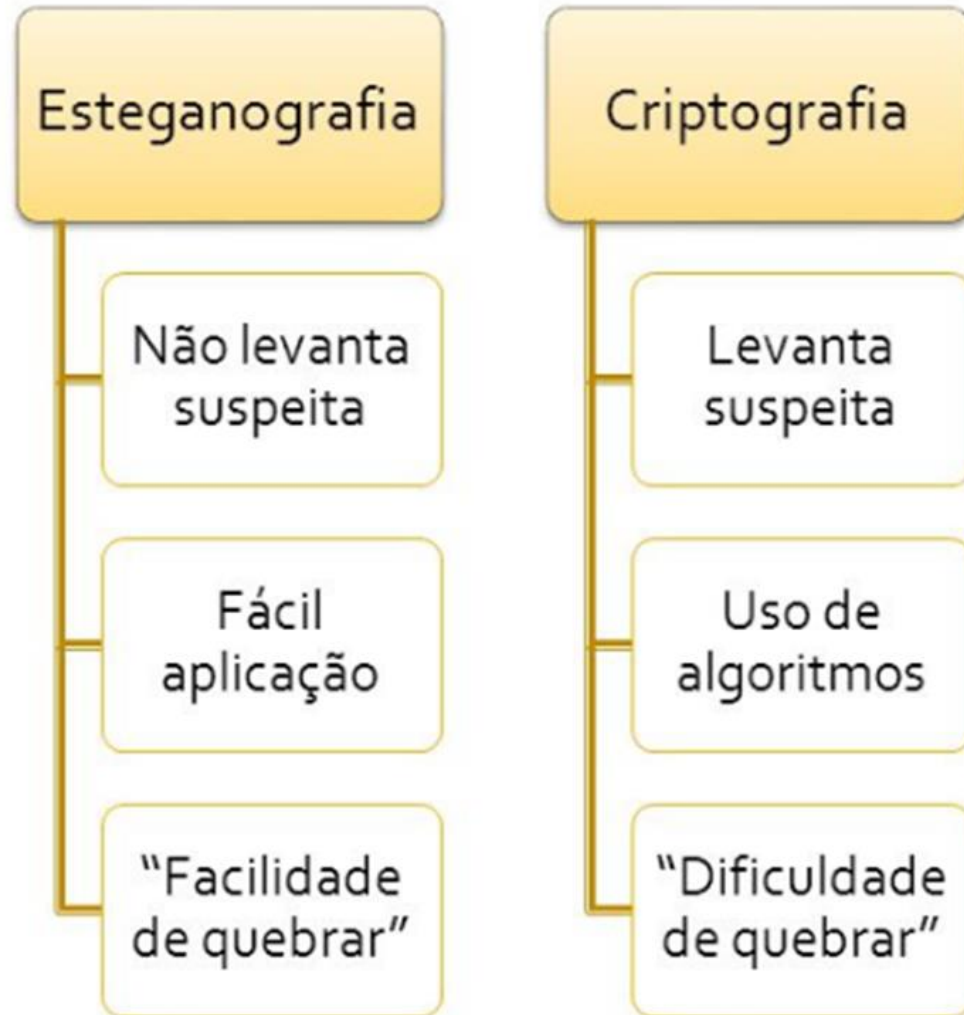 Esteganografia
Não levanta
suspeita
Fácil
aplicação
“Facilidade
de quebrar”
Criptografia
Levanta
suspeita
Uso de
algoritmos
“Dificuldade
de quebrar”